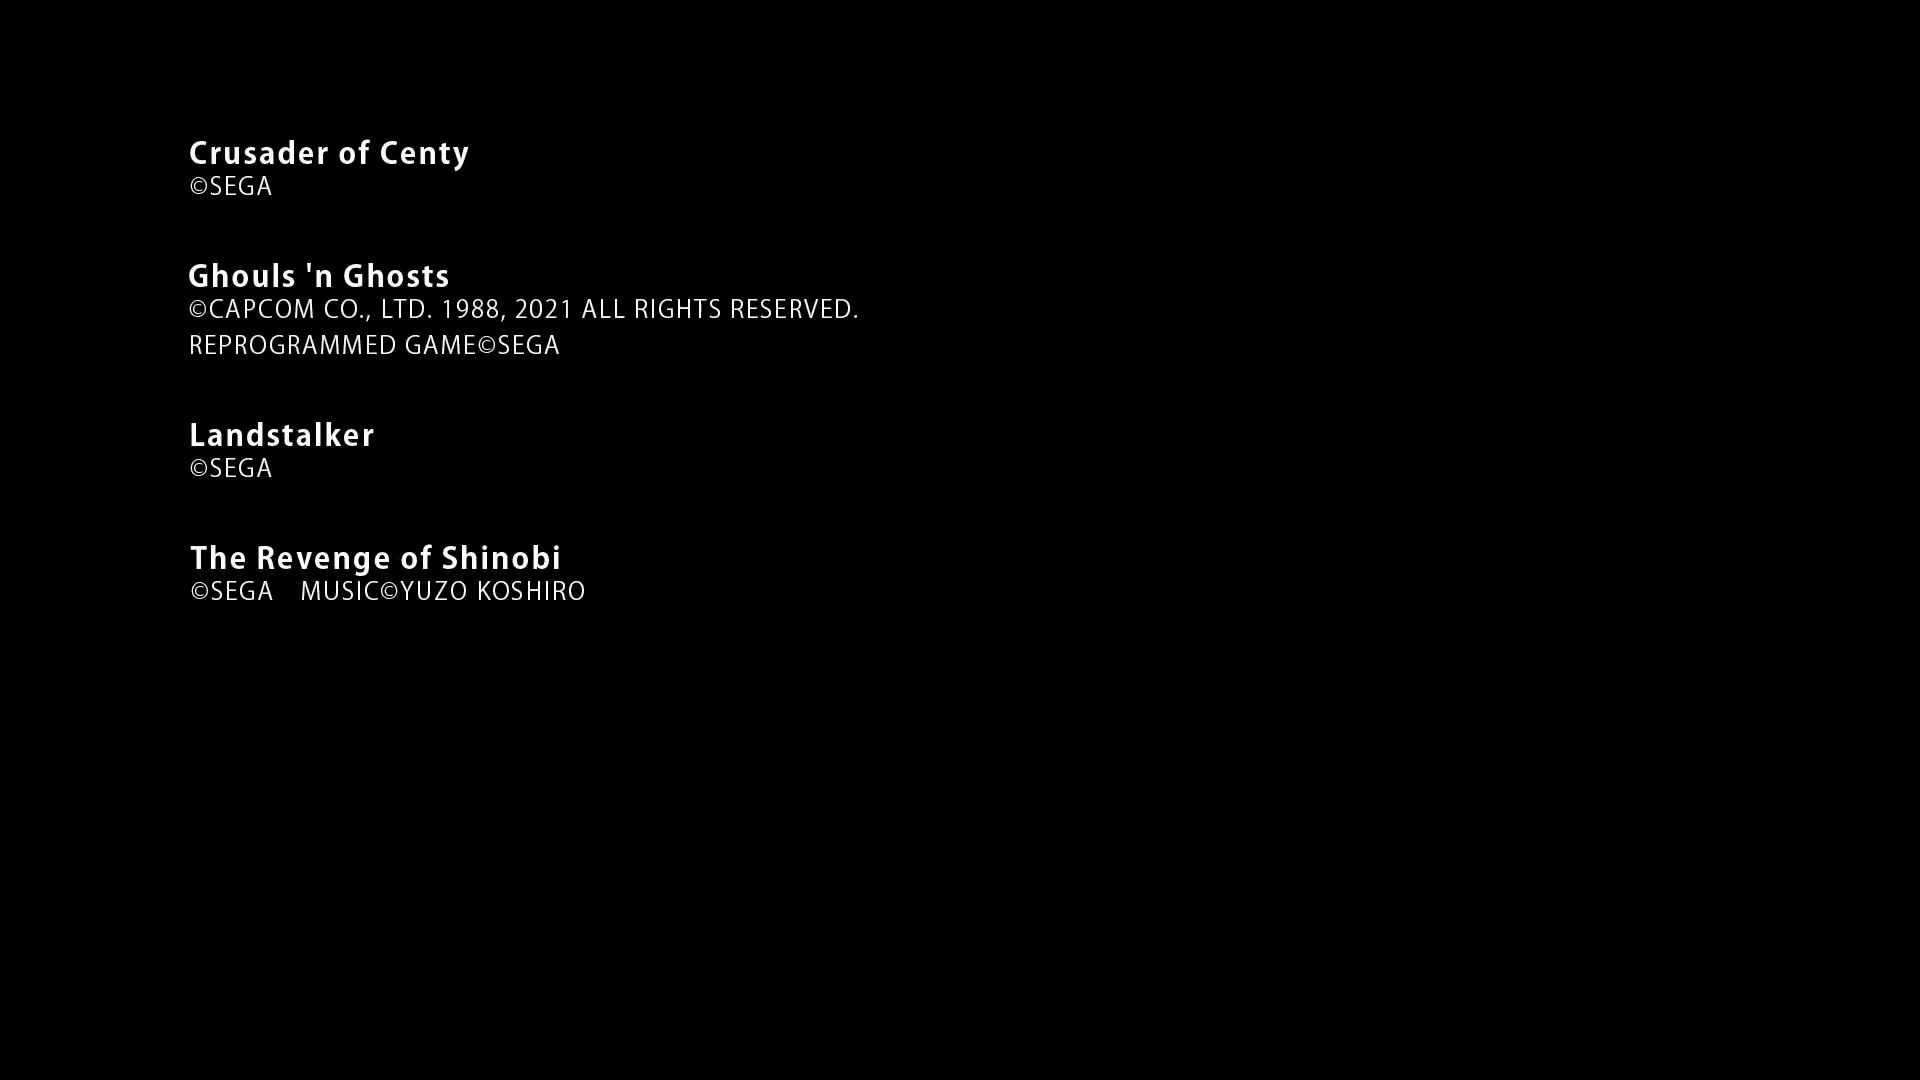 Crusader of Centy
©SEGA
Ghouls 'n Ghosts
©CAPCOM CO., LTD. 1988, 2021 ALL RIGHTS RESERVED.
REPROGRAMMED GAME©SEGA
Landstalker
©SEGA
The Revenge of Shinobi
©SEGA　MUSIC©YUZO KOSHIRO